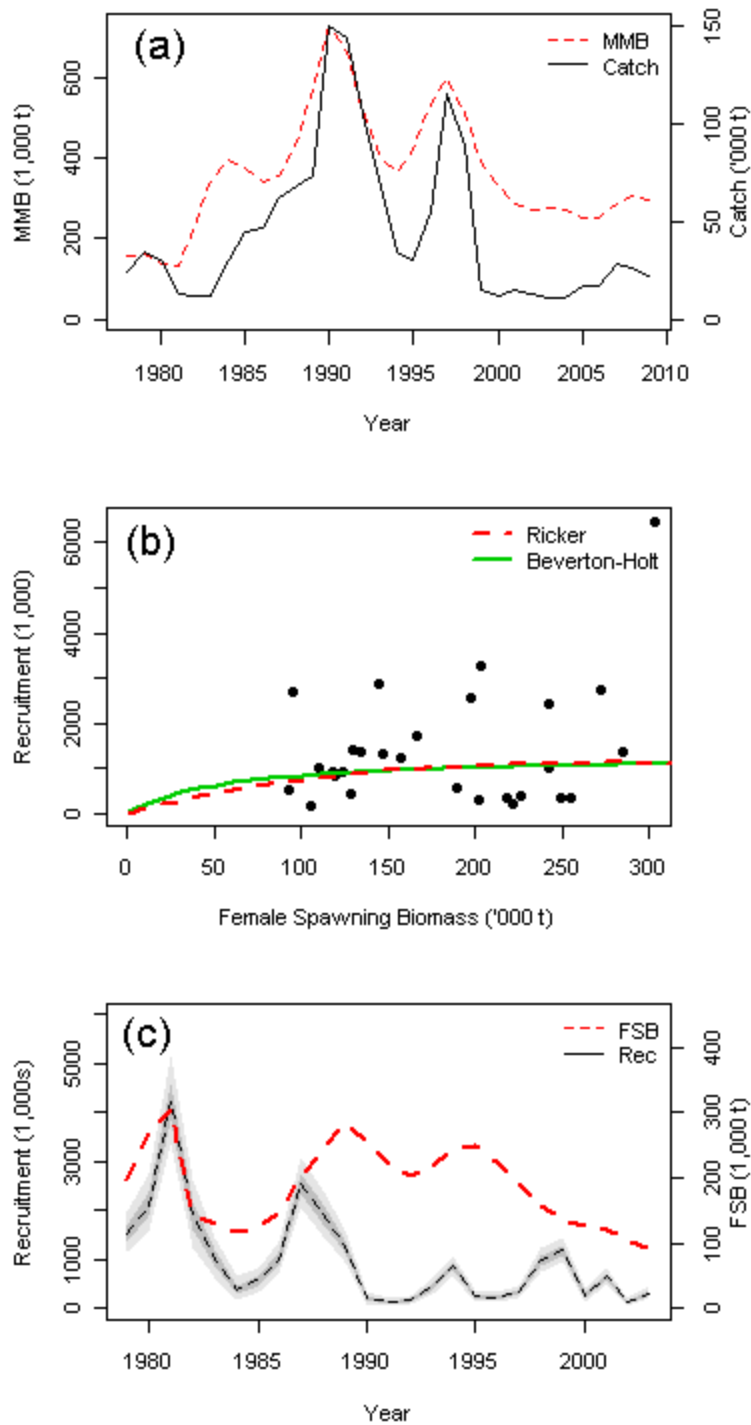 (a)
MMB
Catch
MMB (1,000 t)
Catch ('000 t)
0 200 400 600
0 50 100 150
1980 1985 1990 1995 2000 2005 2010
Year
(b)
Ricker
Beverton-Holt
Recruitment (1,000)
0 2000 4000 6000
0 50 100 150 200 250 300
Female Spawning Biomass ('000 t)
(c)
FSB
Rec
Recruitment (1,000s)
FSB (1,000 t)
0 1000 3000 5000
0 100 200 300 400
1980 1985 1990 1995 2000
Year